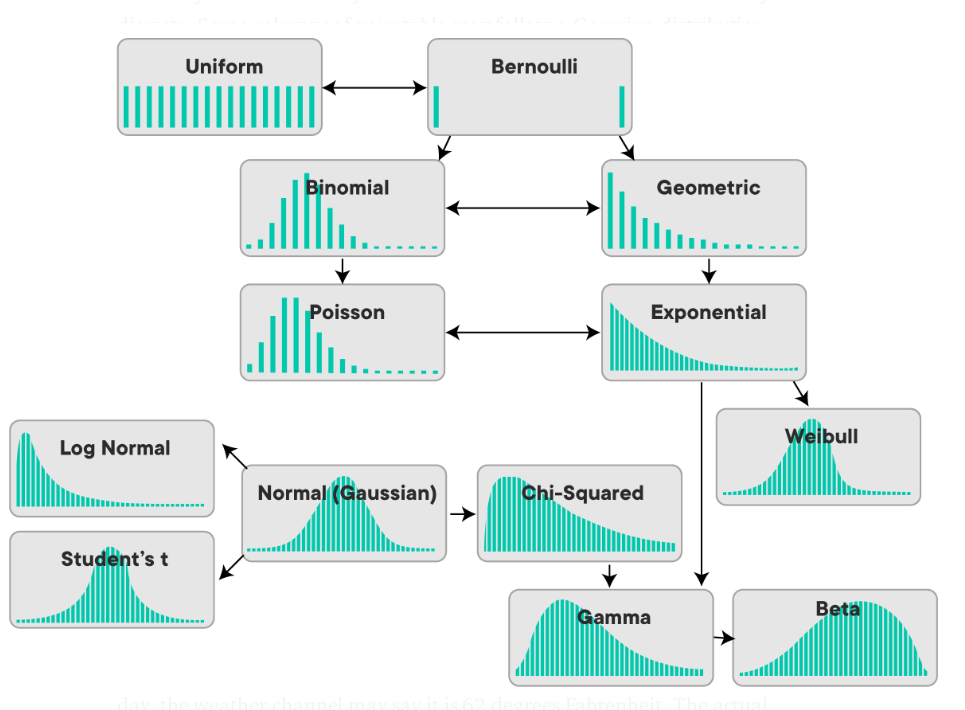 Uniform
Bernoulli
Binomial
Geometric
Poisson
Exponential
Log Normal
Weibull
Normal (Gaussian)
Chi-Squared
Student's t
Gamma
Beta
day, the weather channel may say it is 62 degrees Fahrenheit. The actual